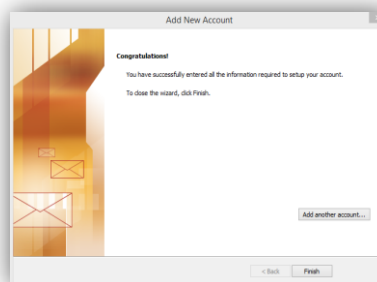 Add New Account
Congratulations!
You have successfully entered all the information required to setup your account.
To close the wizard, click Finish.
Add another account...
< Back Finish